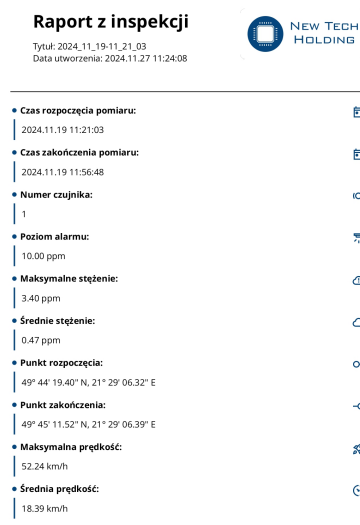 Raport z inspekcji
NEW TECH
HOLDING
Tytuł: 2024_11_19-11_21_03
Data utworzenia: 2024.11.27 11:24:08
Czas rozpoczęcia pomiaru:
2024.11.19 11:21:03
Czas zakończenia pomiaru:
2024.11.19 11:56:48
Numer czujnika:
1
Poziom alarmu:
10.00 ppm
Maksymalne stężenie:
3.40 ppm
Średnie stężenie:
0.47 ppm
Punkt rozpoczęcia:
49° 44' 19.40" N, 21° 29' 06.32" E
Punkt zakończenia:
49° 45' 11.52" N, 21° 29' 06.39" E
Maksymalna prędkość:
52.24 km/h
Średnia prędkość:
18.39 km/h